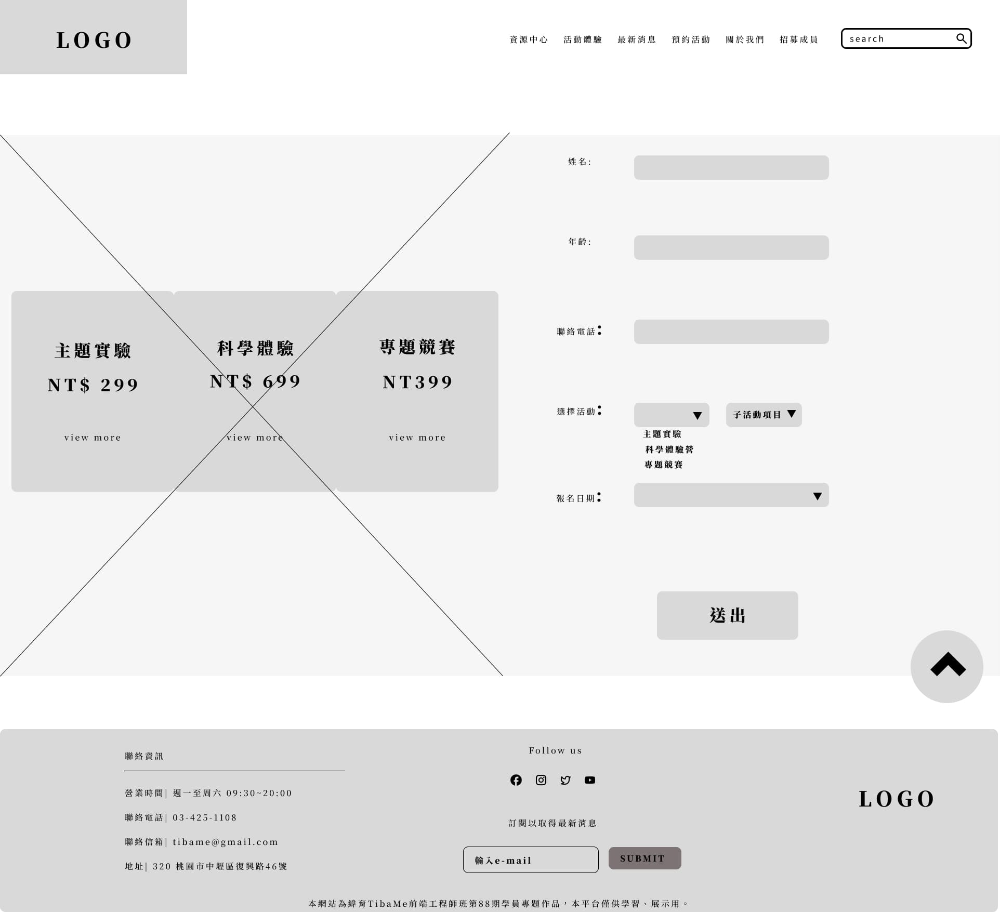 LOGO
資源中心 活動體驗 最新消息 預約活動 關於我們 招募成員
search
主題實驗
NT$ 299
view more
科學體驗
NT$ 699
view more
專題競賽
NT399
view more
姓名:
年齡:
聯絡電話:
選擇活動:
子活動項目
主題實驗
科學體驗營
專題競賽
報名日期:
送出
聯絡資訊
營業時間| 週一至周六 09:30~20:00
聯絡電話| 03-425-1108
聯絡信箱| tibame@gmail.com
地址| 320 桃園市中壢區復興路46號
Follow us
訂閱以取得最新消息
輸入e-mail
SUBMIT
LOGO
本網站為緯育TibaMe前端工程師班第88期學員專題作品，本平台僅供學習、展示用。